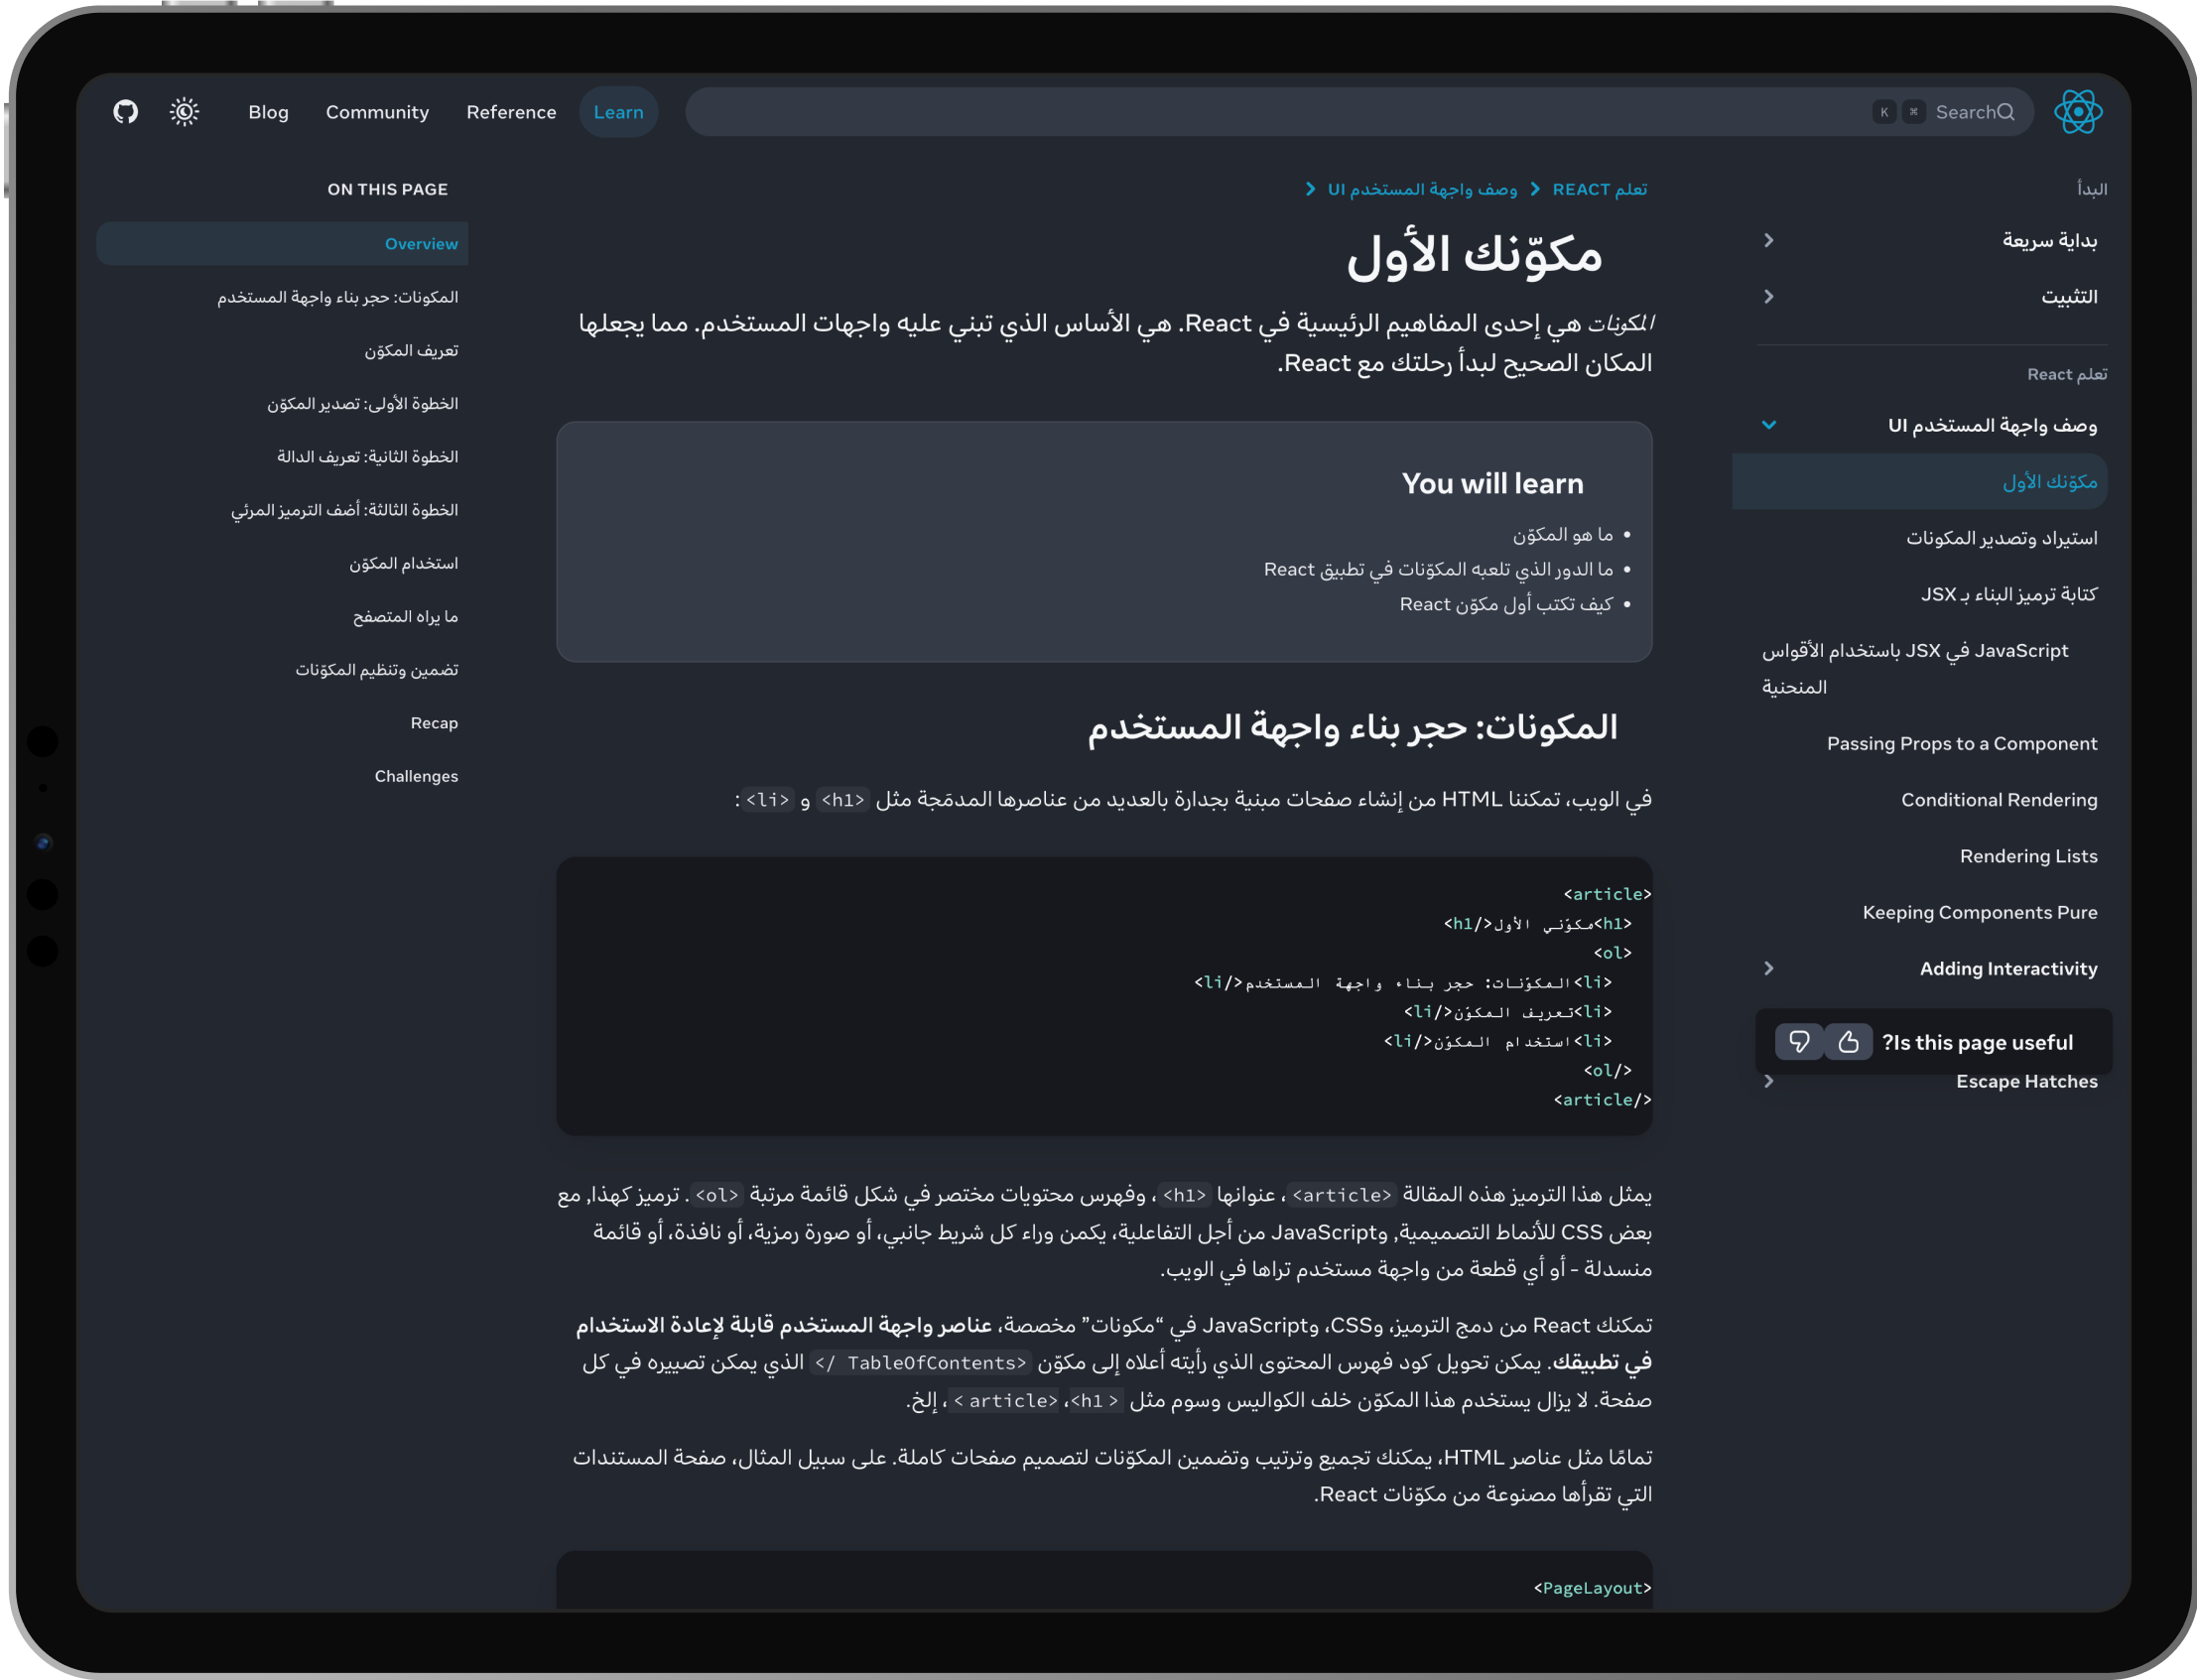 Search ⌘ K
Learn
Reference
Community
Blog
البدأ
بداية سريعة
التثبيت
تعلم React
وصف واجهة المستخدم UI
مكوّنك الأول
استيراد وتصدير المكونات
كتابة ترميز البناء بـ JSX
JavaScript في JSX باستخدام الأقواس
المنحنية
Passing Props to a Component
Conditional Rendering
Rendering Lists
Keeping Components Pure
Adding Interactivity
Is this page useful?
Escape Hatches
تعلم REACT
وصف واجهة المستخدم UI
مكوّنك الأول
المكونات هي إحدى المفاهيم الرئيسية في React. هي الأساس الذي تبني عليه واجهات المستخدم. مما يجعلها
المكان الصحيح لبدأ رحلتك مع React.
You will learn
• ما هو المكوّن
• ما الدور الذي تلعبه المكوّنات في تطبيق React
• كيف تكتب أول مكوّن React
المكونات: حجر بناء واجهة المستخدم
في الويب، تمكننا HTML من إنشاء صفحات مبنية بجدارة بالعديد من عناصرها المدمَجة مثل <h1> و <li>:
<article>
<h1>مكوّني الأول</h1>
<ol>
<li>المكوّنات: حجر بناء واجهة المستخدم</li>
<li>تعريف المكوّن</li>
<li>استخدام المكوّن</li>
</ol>
</article>
يمثل هذا الترميز هذه المقالة <article>، عنوانها <h1>، وفهرس محتويات مختصر في شكل قائمة مرتبة <ol>. ترميز كهذا, مع
بعض CSS للأنماط التصميمية, وJavaScript من أجل التفاعلية، يكمن وراء كل شريط جانبي، أو صورة رمزية، أو نافذة، أو قائمة
منسدلة - أو أي قطعة من واجهة مستخدم تراها في الويب.
تمكنك React من دمج الترميز، وCSS، وJavaScript في “مكونات” مخصصة، عناصر واجهة المستخدم قابلة لإعادة الاستخدام
في تطبيقك. يمكن تحويل كود فهرس المحتوى الذي رأيته أعلاه إلى مكوّن <TableOfContents /> الذي يمكن تصييره في كل
صفحة. لا يزال يستخدم هذا المكوّن خلف الكواليس وسوم مثل <h1>، <article>، إلخ.
تمامًا مثل عناصر HTML، يمكنك تجميع وترتيب وتضمين المكوّنات لتصميم صفحات كاملة. على سبيل المثال، صفحة المستندات
التي تقرأها مصنوعة من مكوّنات React.
<PageLayout>
ON THIS PAGE
Overview
المكونات: حجر بناء واجهة المستخدم
تعريف المكوّن
الخطوة الأولى: تصدير المكوّن
الخطوة الثانية: تعريف الدالة
الخطوة الثالثة: أضف الترميز المرئي
استخدام المكوّن
ما يراه المتصفح
تضمين وتنظيم المكوّنات
Recap
Challenges